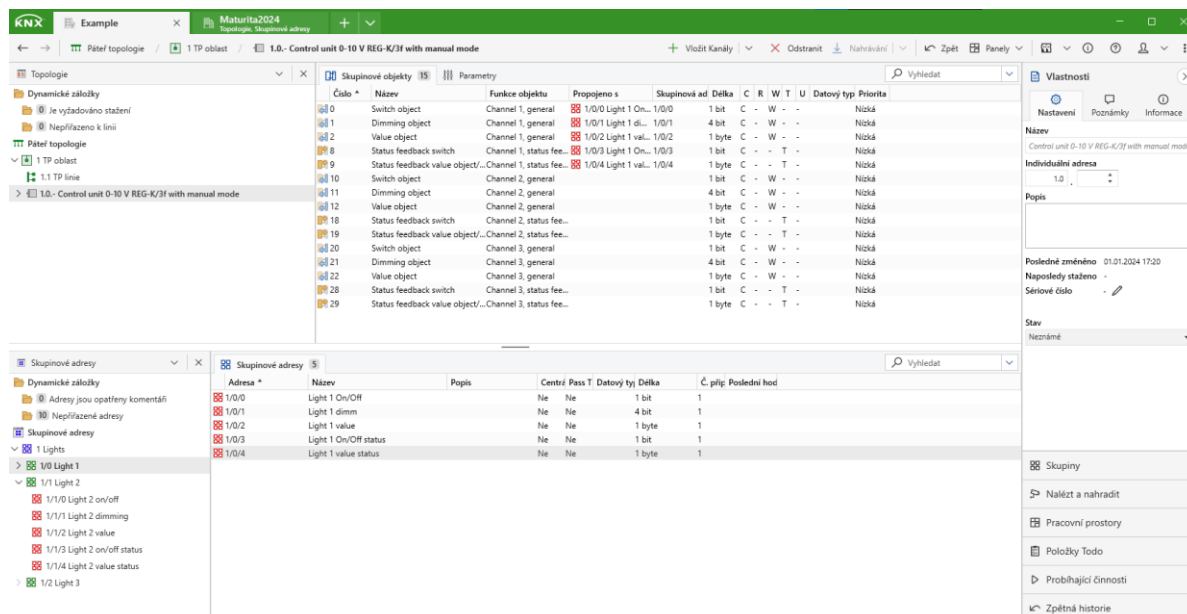 KNX Example × Maturita2024 Topologie, Skupinové adresy +
Páteř topologie / 1 TP oblast / 1.0.- Control unit 0-10 V REG-K/3f with manual mode
Vložit Kanály Odstranit Nahrávání Zpět Panely
Topologie
Dynamické záložky
0 Je vyžadováno stažení
0 Nepřiřazeno k linii
Páteř topologie
1 TP oblast
1.1 TP linie
1.0.- Control unit 0-10 V REG-K/3f with manual mode
Skupinové objekty 15 Parametry Vyhledat
Číslo Název Funkce objektu Propojeno s Skupinová ad Délka C R W T U Datový typ Priorita
0 Switch object Channel 1, general 1/0/0 Light 1 On... 1/0/0 1 bit C - W - - Nízká
1 Dimming object Channel 1, general 1/0/1 Light 1 di... 1/0/1 4 bit C - W - - Nízká
2 Value object Channel 1, general 1/0/2 Light 1 val... 1/0/2 1 byte C - W - - Nízká
8 Status feedback switch Channel 1, status fee... 1/0/3 Light 1 On... 1/0/3 1 bit C - - T - Nízká
9 Status feedback value object/... Channel 1, status fee... 1/0/4 Light 1 val... 1/0/4 1 byte C - - T - Nízká
10 Switch object Channel 2, general 1 bit C - W - - Nízká
11 Dimming object Channel 2, general 4 bit C - W - - Nízká
12 Value object Channel 2, general 1 byte C - W - - Nízká
18 Status feedback switch Channel 2, status fee... 1 bit C - - T - Nízká
19 Status feedback value object/... Channel 2, status fee... 1 byte C - - T - Nízká
20 Switch object Channel 3, general 1 bit C - W - - Nízká
21 Dimming object Channel 3, general 4 bit C - W - - Nízká
22 Value object Channel 3, general 1 byte C - W - - Nízká
28 Status feedback switch Channel 3, status fee... 1 bit C - - T - Nízká
29 Status feedback value object/... Channel 3, status fee... 1 byte C - - T - Nízká
Vlastnosti
Nastavení Poznámky Informace
Název
Control unit 0-10 V REG-K/3f with manual mode
Individuální adresa
1.0 .
Popis
Posledně změněno 01.01.2024 17:20
Naposledy staženo -
Sériové číslo -
Stav
Neznámé
Skupiny
Nalézt a nahradit
Pracovní prostory
Položky Todo
Probíhající činnosti
Zpětná historie
Skupinové adresy
Dynamické záložky
0 Adresy jsou opatřeny komentáři
10 Nepřiřazené adresy
Skupinové adresy
1 Lights
1/0 Light 1
1/1 Light 2
1/1/0 Light 2 on/off
1/1/1 Light 2 dimming
1/1/2 Light 2 value
1/1/3 Light 2 on/off status
1/1/4 Light 2 value status
1/2 Light 3
Skupinové adresy 5 Vyhledat
Adresa Název Popis Centrá Pass T Datový typ Délka Č. přip Poslední hod
1/0/0 Light 1 On/Off Ne Ne 1 bit 1
1/0/1 Light 1 dimm Ne Ne 4 bit 1
1/0/2 Light 1 value Ne Ne 1 byte 1
1/0/3 Light 1 On/Off status Ne Ne 1 bit 1
1/0/4 Light 1 value status Ne Ne 1 byte 1